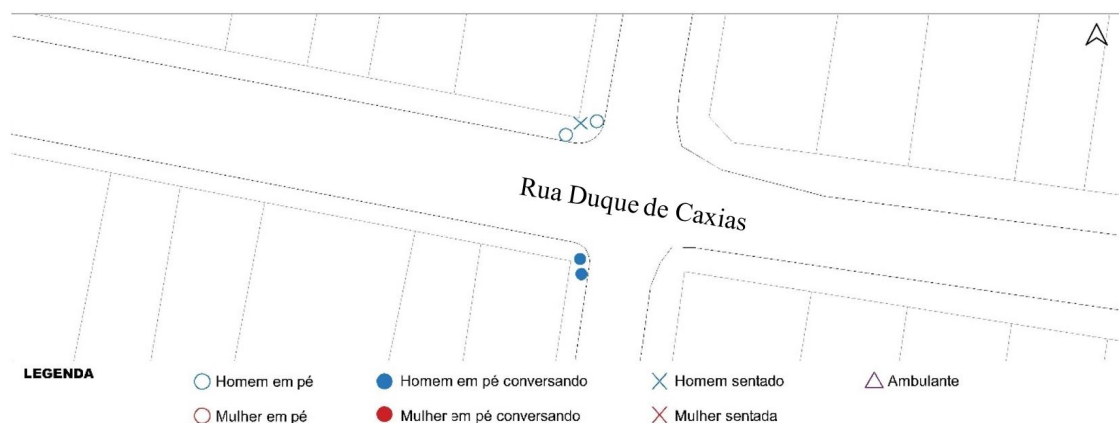 Rua Duque de Caxias
LEGENDA
Homem em pé
Homem em pé conversando
Homem sentado
Ambulante
Mulher em pé
Mulher em pé conversando
Mulher sentada